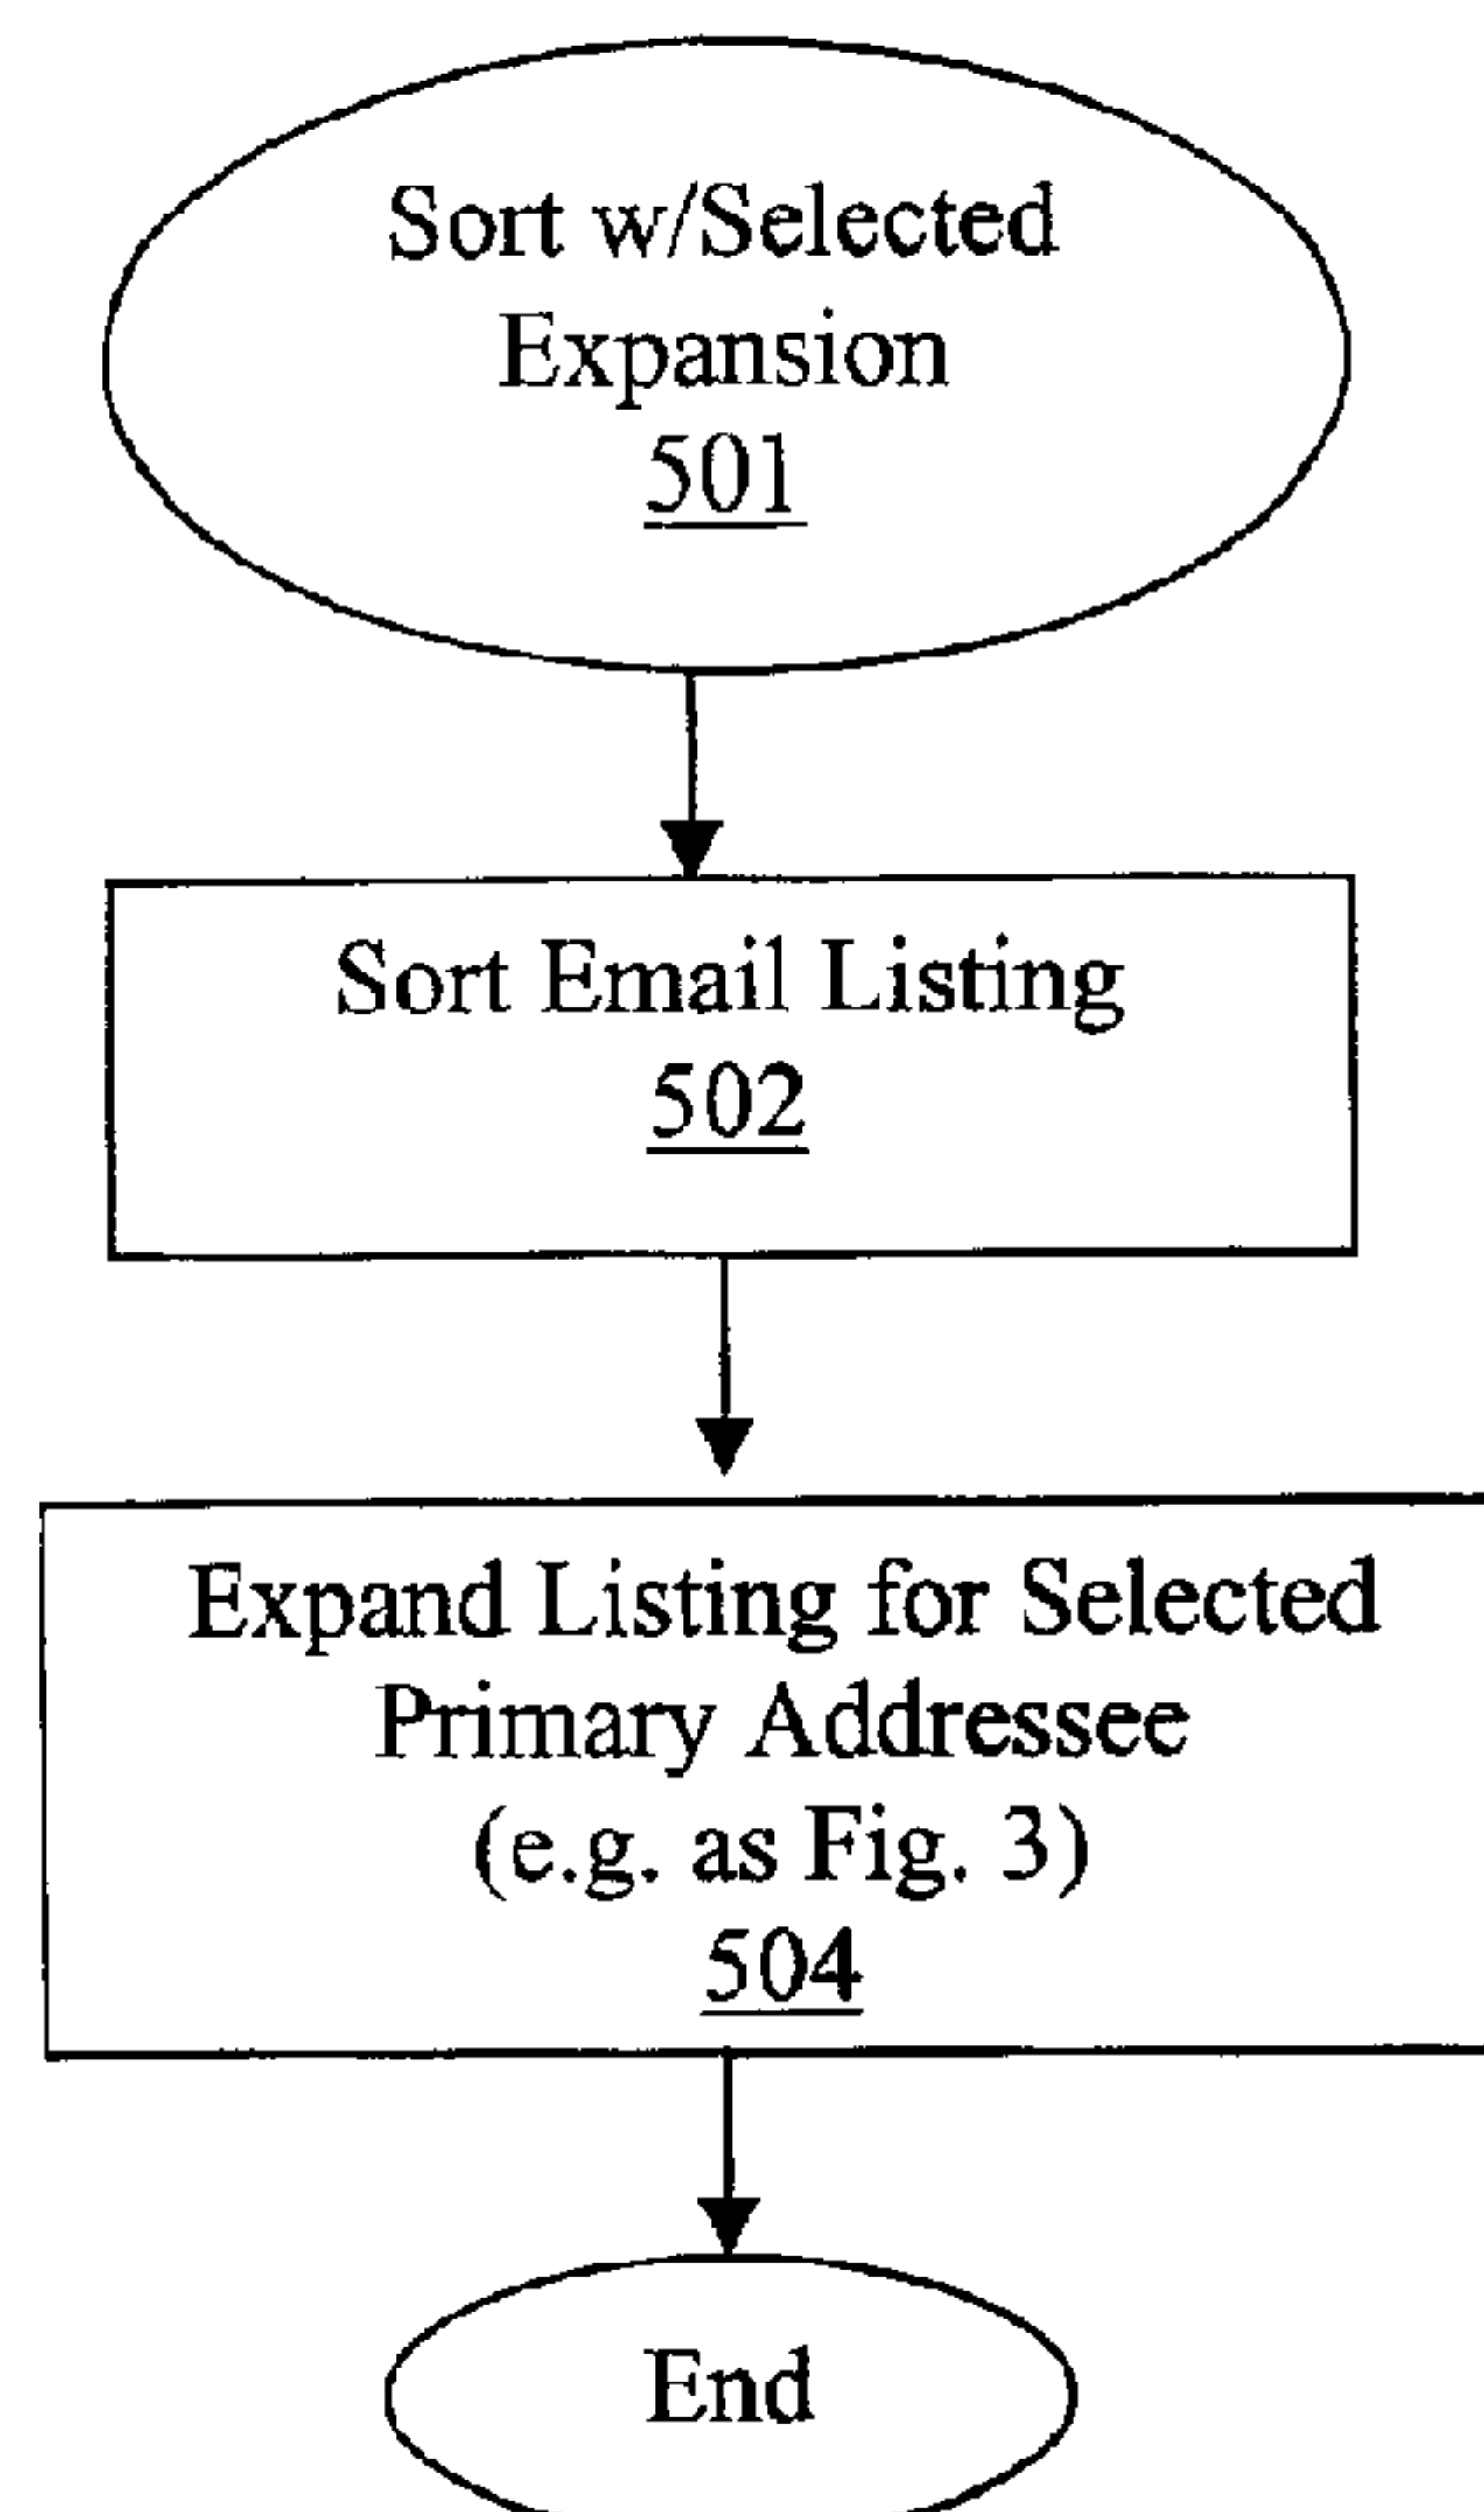 Sort w/Selected
Expansion
501
Sort Email Listing
502
Expand Listing for Selected
Primary Addressee
(e.g. as Fig. 3)
504
End